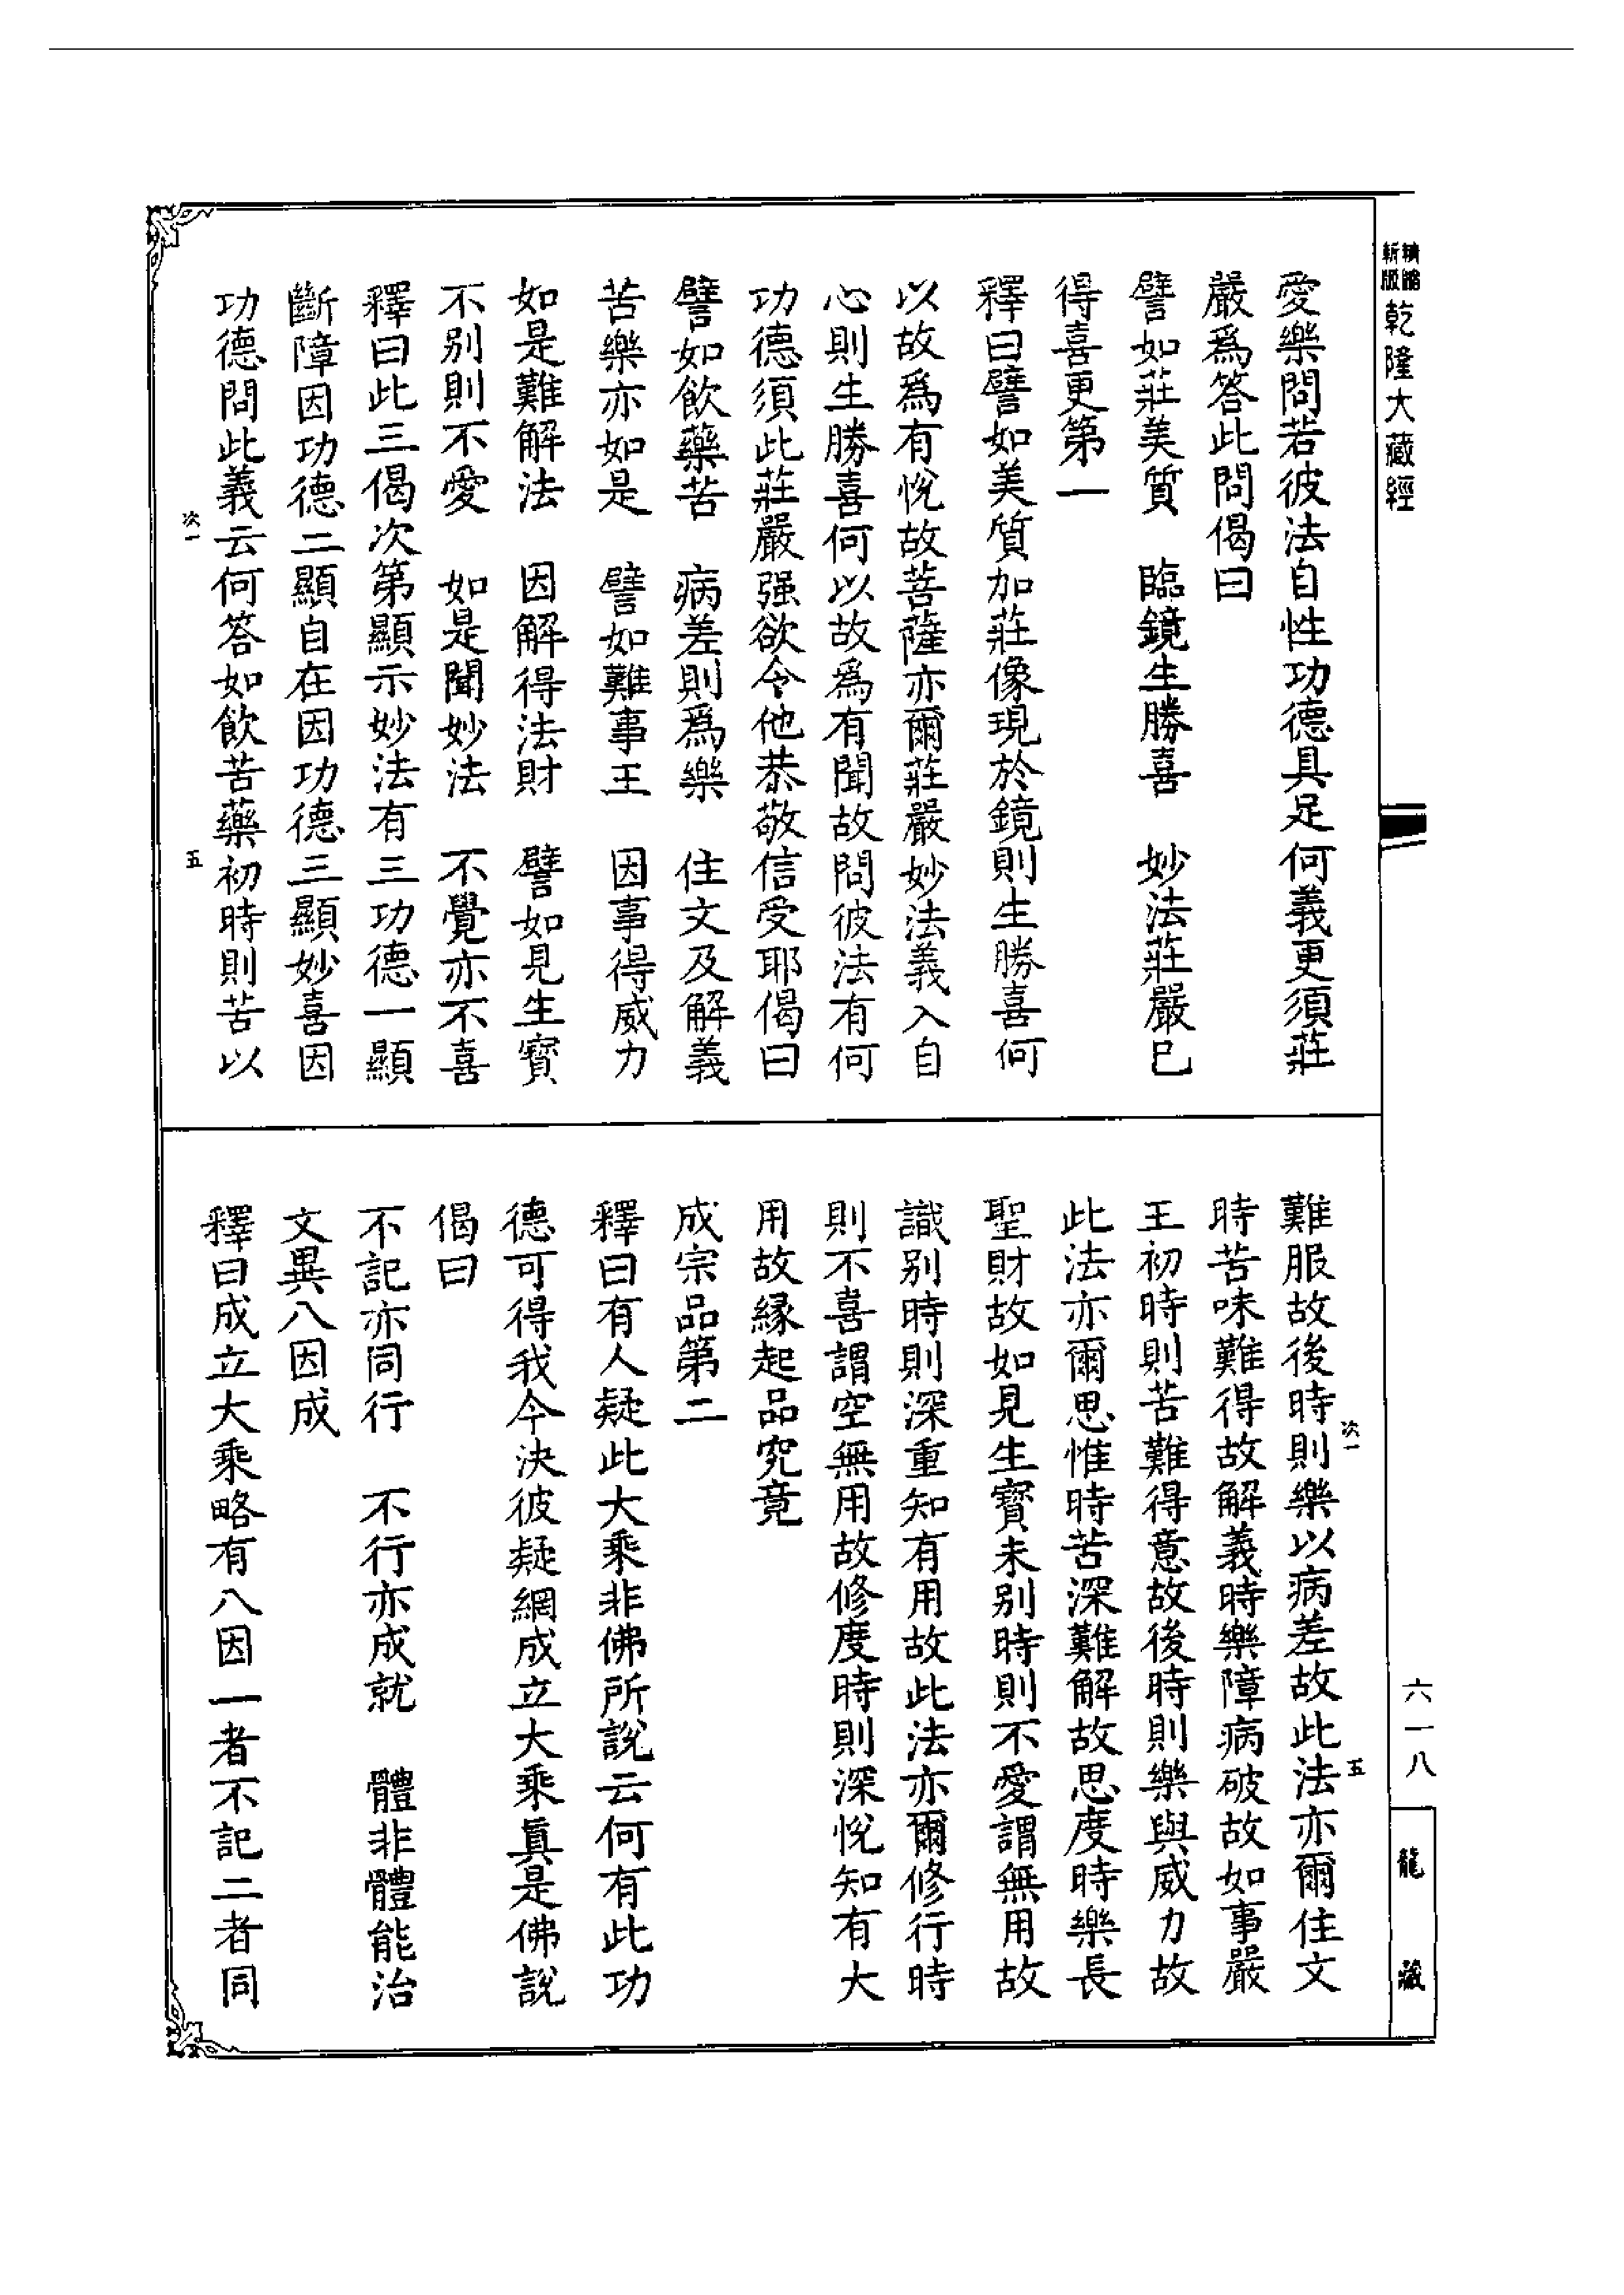 精縮
新版
乾隆大藏經
愛樂問若彼法自性功德具足何義更須莊
嚴爲答此問偈曰
譬如莊美質　臨鏡生勝喜　妙法莊嚴已
得喜更第一
釋曰譬如美質加莊像現於鏡則生勝喜何
以故爲有悅故菩薩亦爾莊嚴妙法義入自
心則生勝喜何以故爲有聞故問彼法有何
功德須此莊嚴强欲令他恭敬信受耶偈曰
譬如飲藥苦　病差則爲樂　住文及解義
苦樂亦如是　譬如難事王　因事得威力
如是難解法　因解得法財　譬如見生寶
不別則不愛　如是聞妙法　不覺亦不喜
釋曰此三偈次第顯示妙法有三功德一顯
斷障因功德二顯自在因功德三顯妙喜因
功德問此義云何答如飲苦藥初時則苦以
次一　五
難服故後時則樂以病差故此法亦爾住文
時苦味難得故解義時樂障病破故如事嚴
王初時則苦難得意故後時則樂與威力故
此法亦爾思惟時苦深難解故思度時樂長
聖財故如見生寶未別時則不愛謂無用故
識別時則深重知有用故此法亦爾修行時
則不喜謂空無用故修度時則深悅知有大
用故緣起品究竟
成宗品第二
釋曰有人疑此大乘非佛所說云何有此功
德可得我今決彼疑網成立大乘眞是佛說
偈曰
不記亦同行　不行亦成就　體非體能治
文異八因成
釋曰成立大乘略有八因一者不記二者同
次一　五
六一八
龍藏